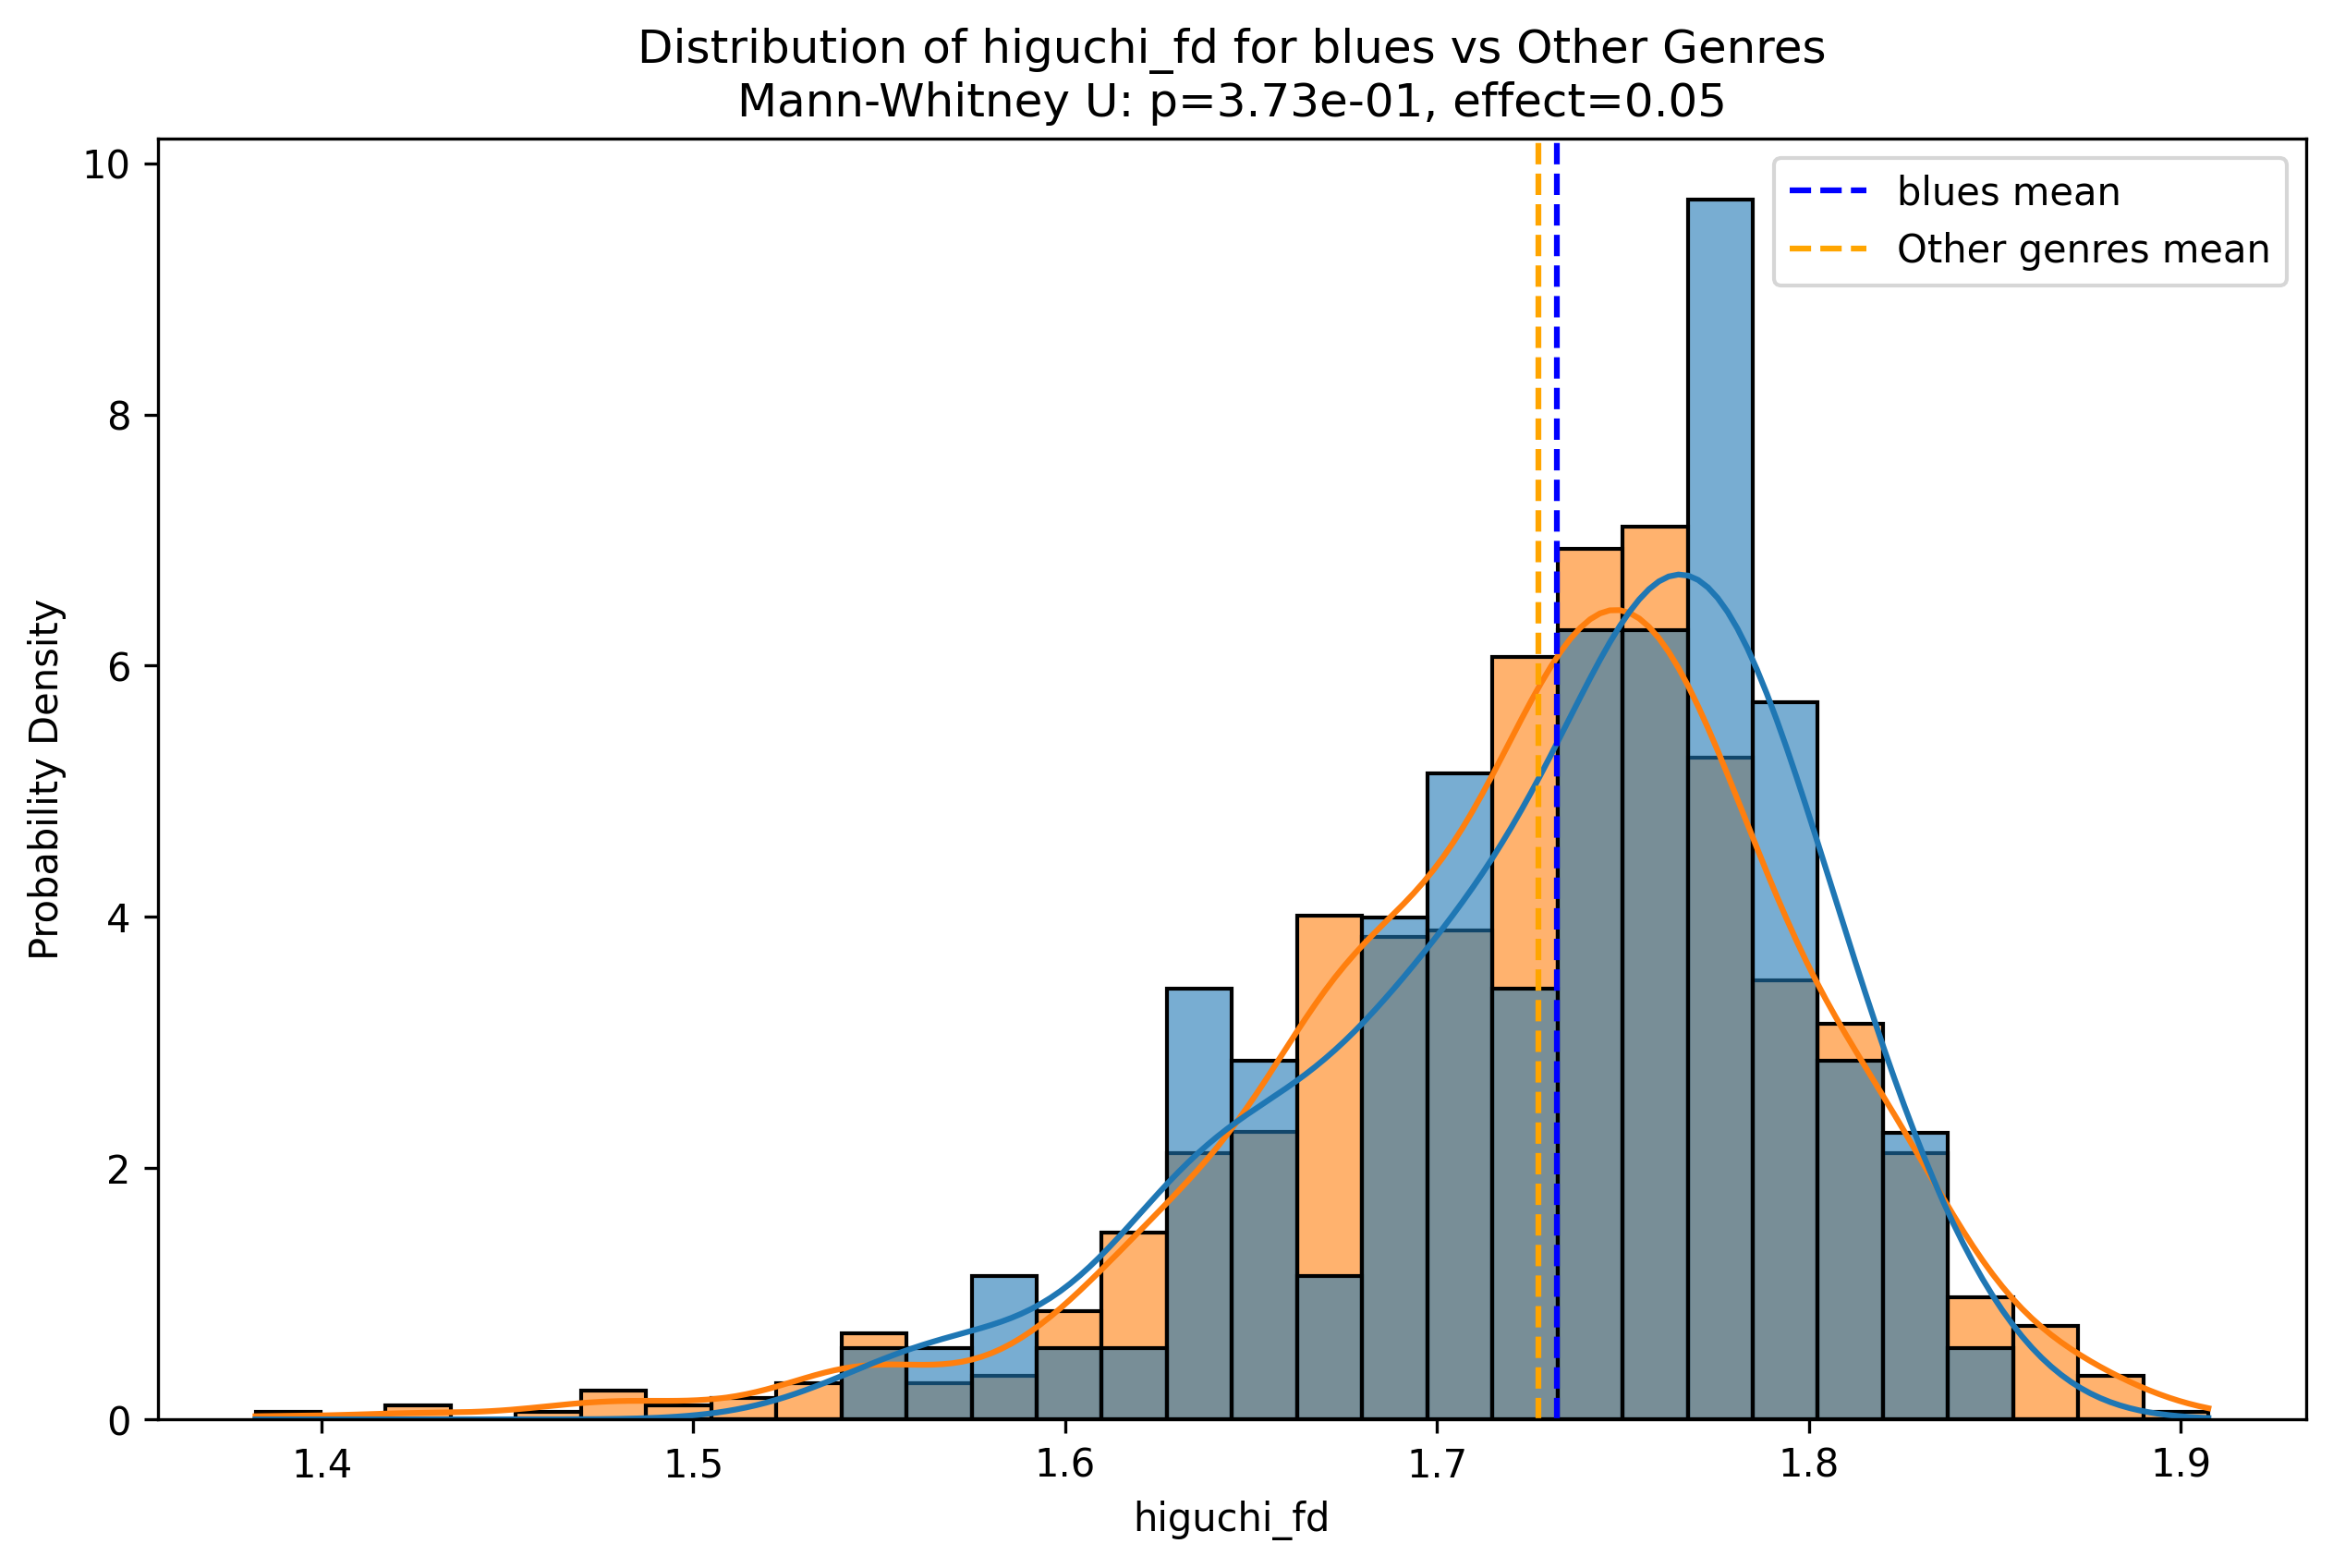 Distribution of higuchi_fd for blues vs Other Genres
Mann-Whitney U: p=3.73e-01, effect=0.05
blues mean
Other genres mean
Probability Density
10
8
6
4
2
0
1.4 1.5 1.6 1.7 1.8 1.9
higuchi_fd